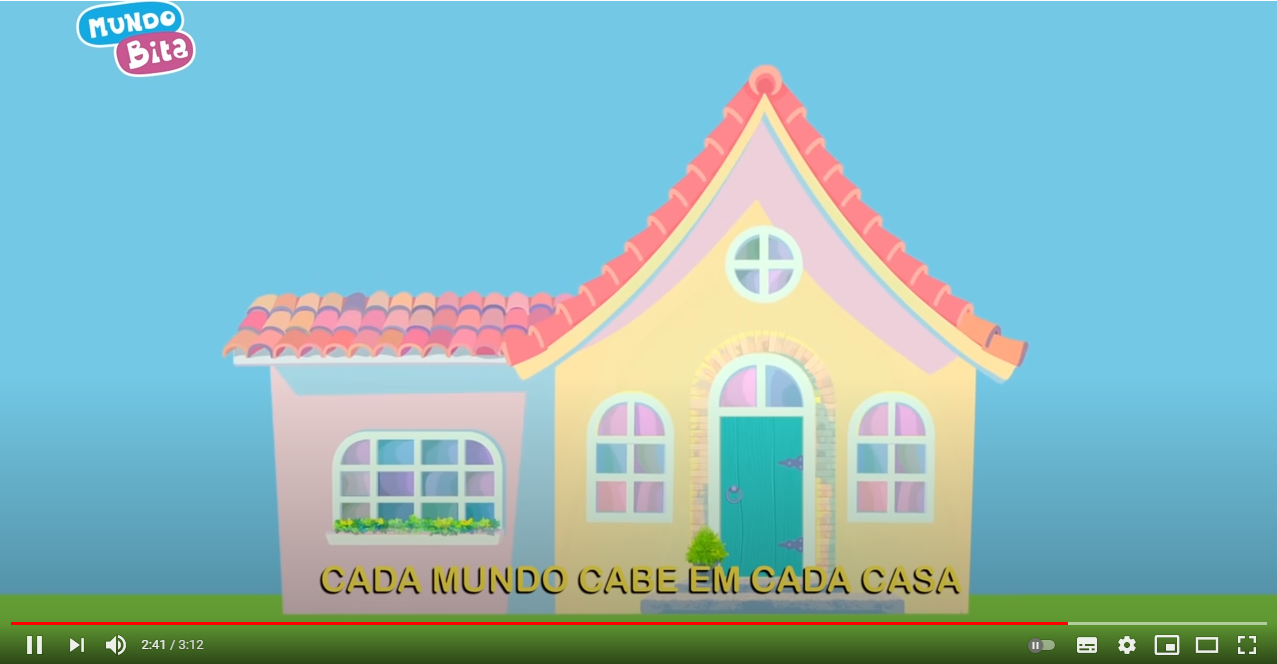 MUNDO
Bita
CADA MUNDO CABE EM CADA CASA
2:41 / 3:12